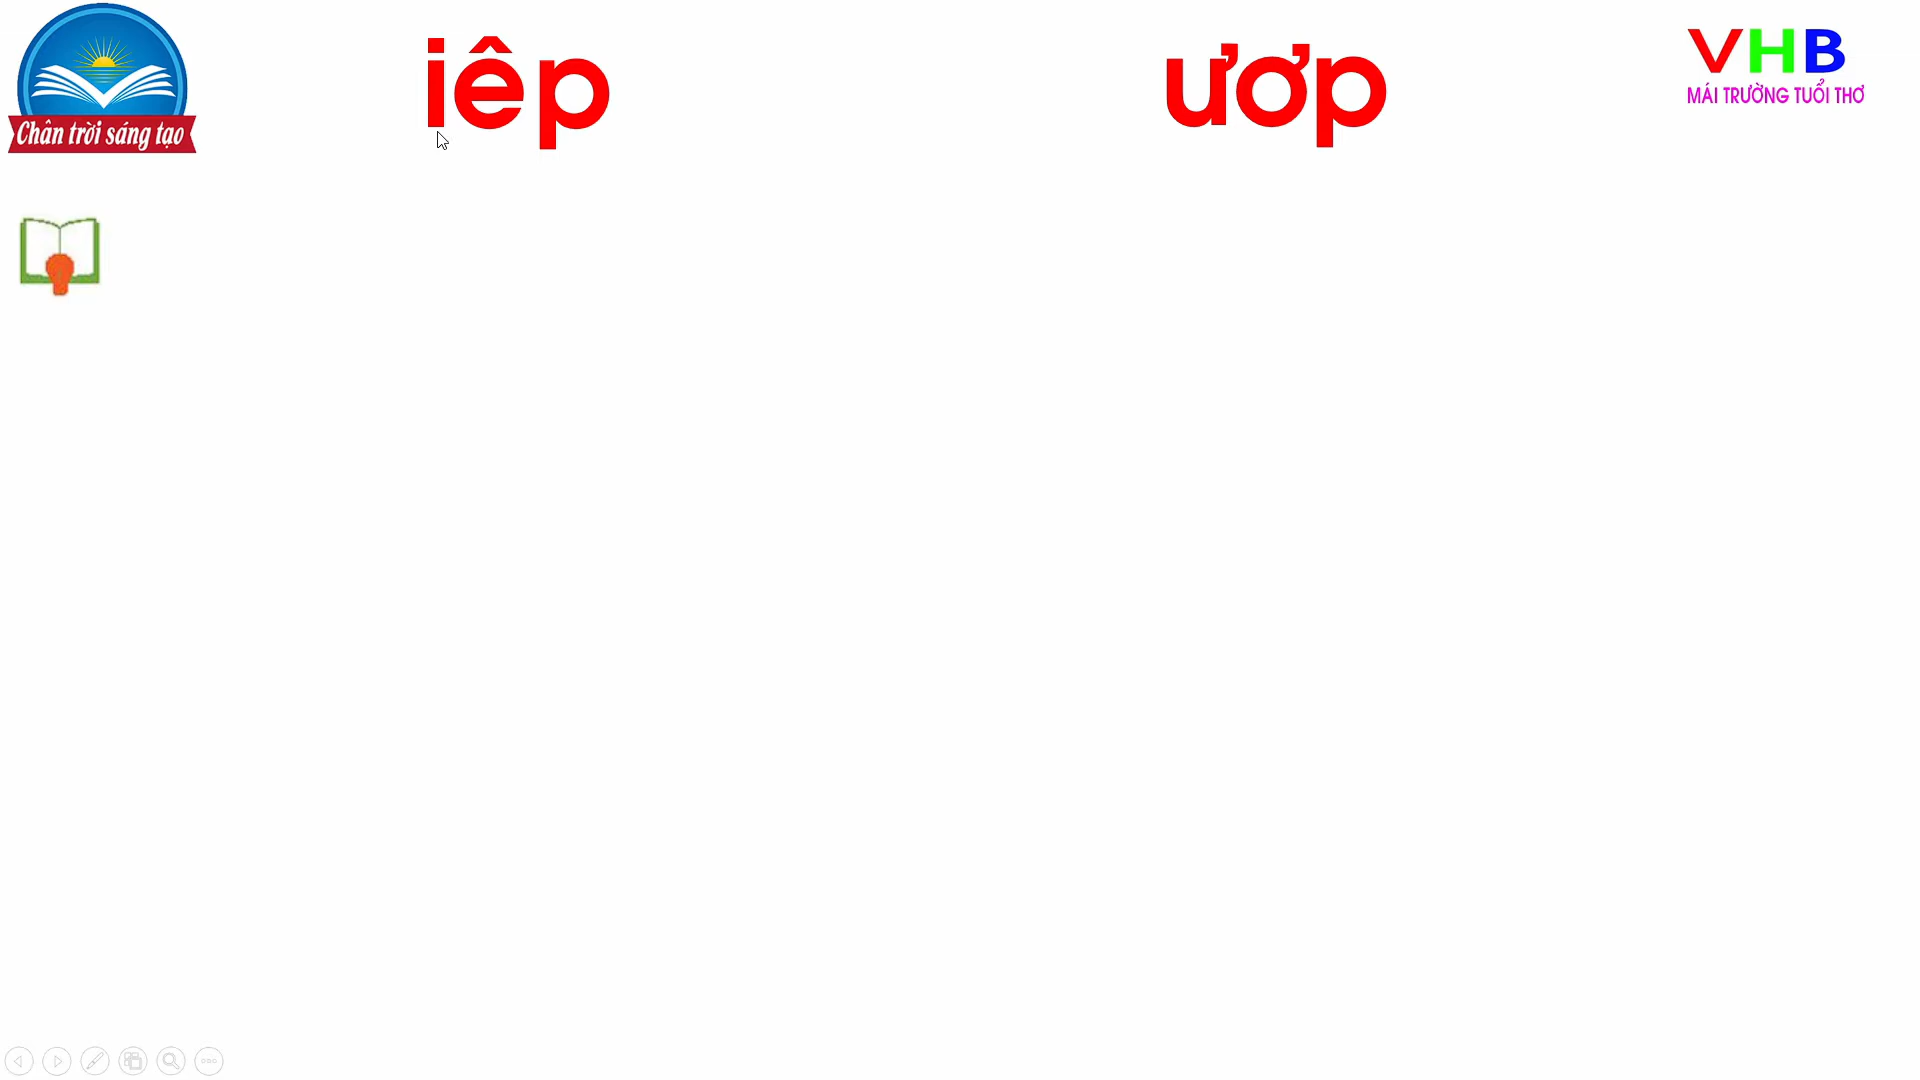 iêp
ươp
VHB
MÁI TRƯỜNG TUỔI THƠ
Chân trời sáng tạo